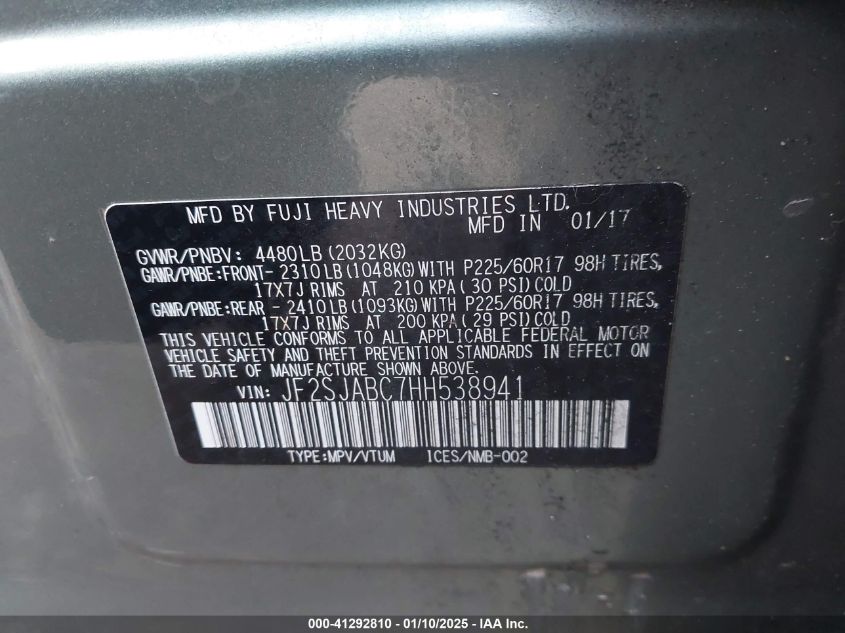 MFD BY FUJI HEAVY INDUSTRIES LTD.
MFD IN 01/17
GVWR/PNBV: 4480LB(2032KG)
GAWR/PNBE:FRONT- 2310LB(1048KG)WITH P225/60R17 98H TIRES,
17X7J RIMS AT 210 KPA(30 PSI)COLD
GAWR/PNBE:REAR - 2410LB(1093KG)WITH P225/60R17 98H TIRES,
17X7J RIMS AT 200 KPA(29 PSI)COLD
THIS VEHICLE CONFORMS TO ALL APPLICABLE FEDERAL MOTOR
VEHICLE SAFETY AND THEFT PREVENTION STANDARDS IN EFFECT ON
THE DATE OF MANUFACTURE SHOWN ABOVE.
VIN: JF2SJABC7HH538941
TYPE:MPV/VTUM ICES/NMB-002
000-41292810 - 01/10/2025 - IAA Inc.